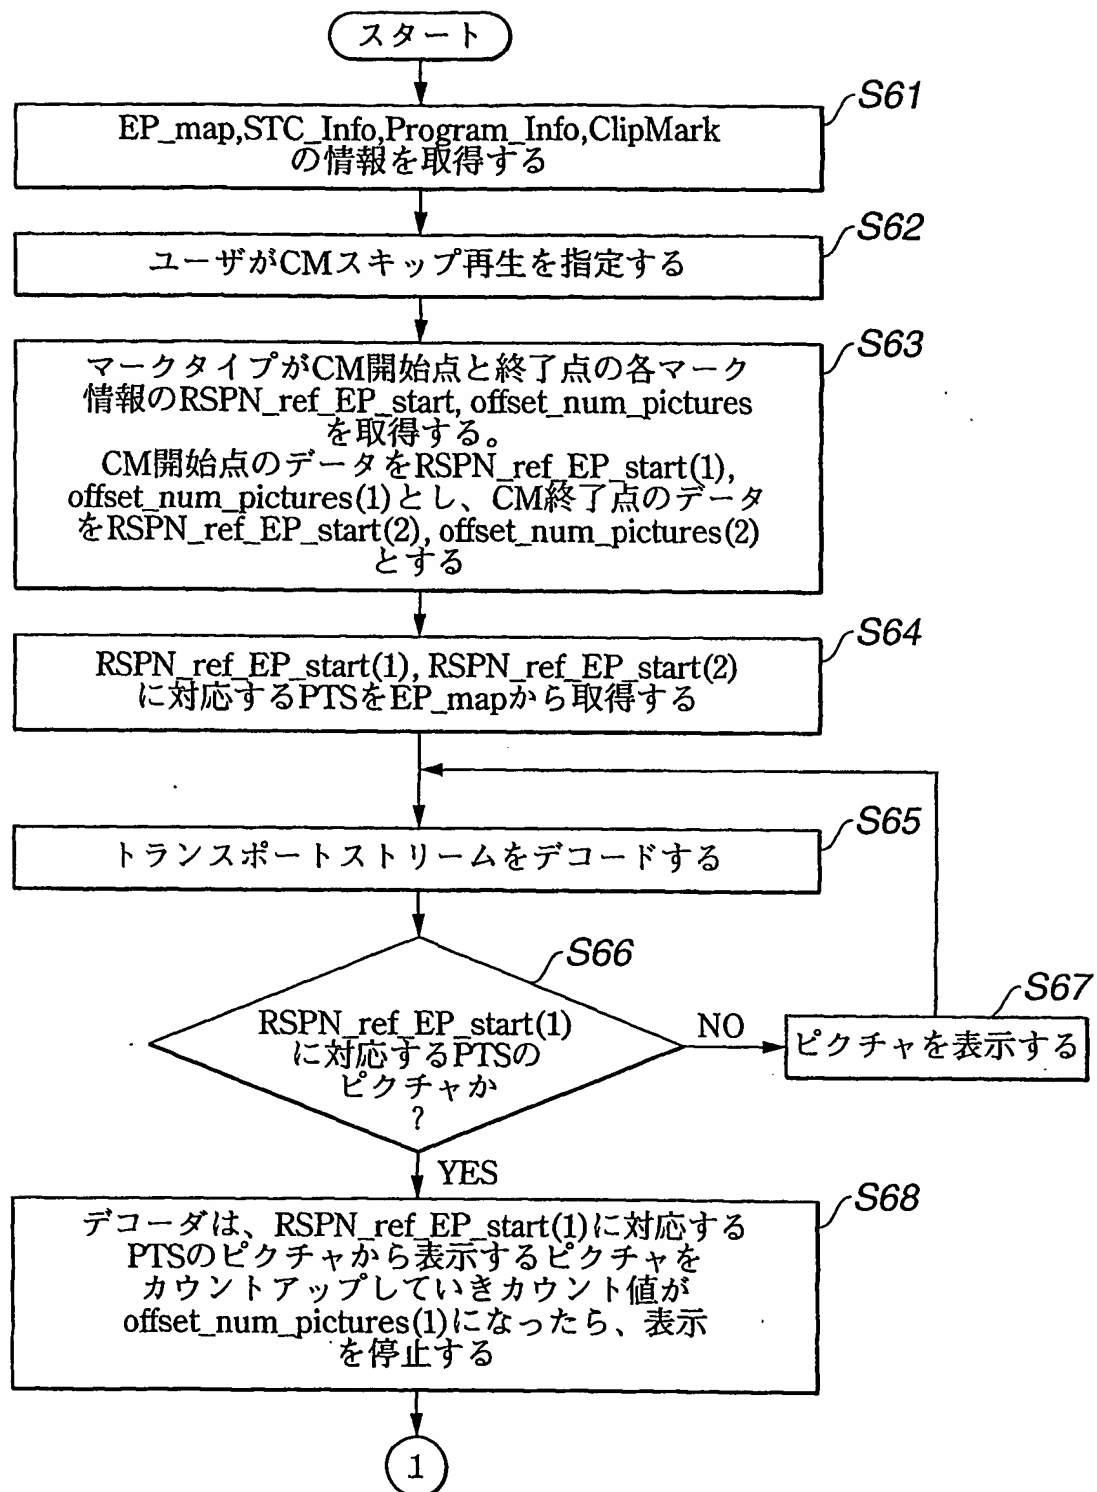 スタート
S61
EP_map,STC_Info,Program_Info,ClipMark
の情報を取得する
S62
ユーザがCMスキップ再生を指定する
S63
マークタイプがCM開始点と終了点の各マーク
情報のRSPN_ref_EP_start, offset_num_pictures
を取得する。
CM開始点のデータをRSPN_ref_EP_start(1),
offset_num_pictures(1)とし、CM終了点のデータ
をRSPN_ref_EP_start(2), offset_num_pictures(2)
とする
S64
RSPN_ref_EP_start(1), RSPN_ref_EP_start(2)
に対応するPTSをEP_mapから取得する
S65
トランスポートストリームをデコードする
S66
RSPN_ref_EP_start(1)
に対応するPTSの
ピクチャか
?
NO
S67
ピクチャを表示する
YES
S68
デコーダは、RSPN_ref_EP_start(1)に対応する
PTSのピクチャから表示するピクチャを
カウントアップしていきカウント値が
offset_num_pictures(1)になったら、表示
を停止する
1